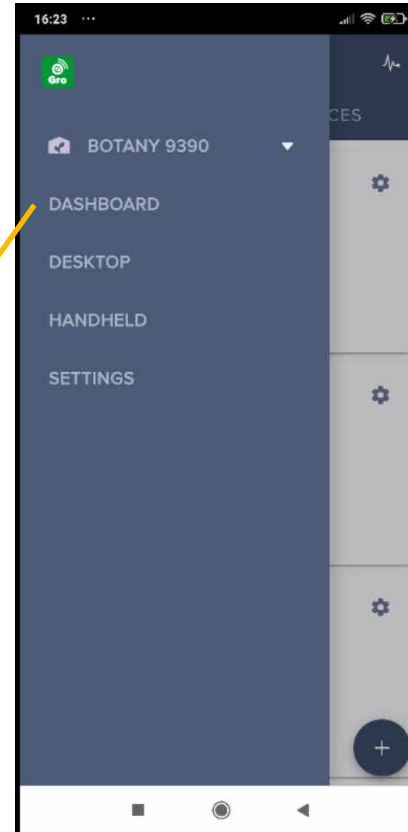 16:23 ...
Gro
CES
BOTANY 9390
DASHBOARD
DESKTOP
HANDHELD
SETTINGS